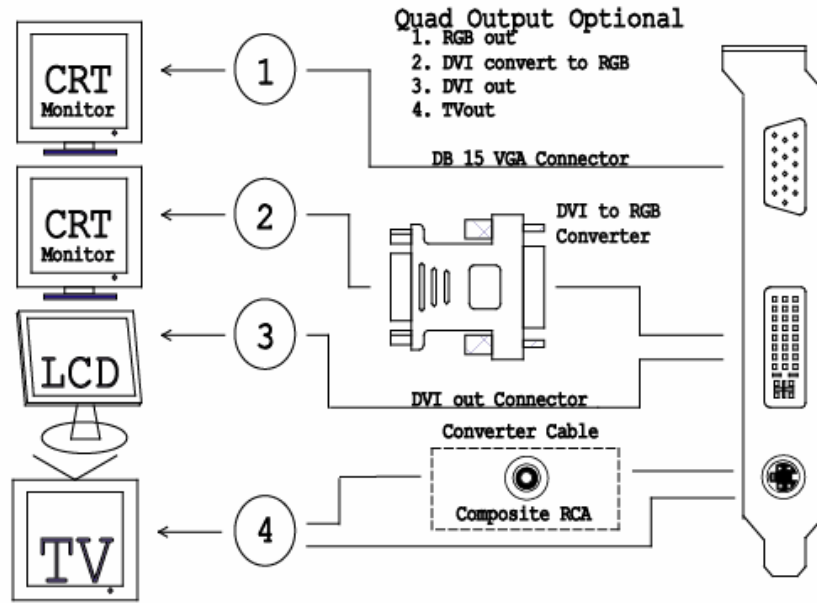 Quad Output Optional
1. RGB out
2. DVI convert to RGB
3. DVI out
4. TVout
CRT
Monitor
1
DB 15 VGA Connector
CRT
Monitor
2
DVI to RGB
Converter
LCD
3
DVI out Connector
Converter Cable
Composite RCA
TV
4